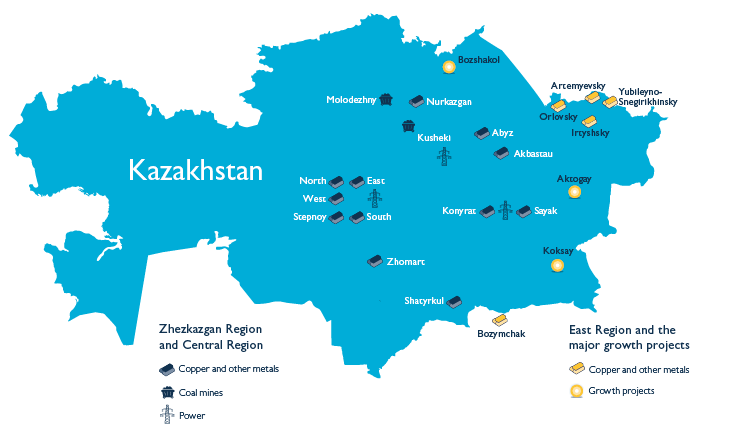 Bozshakol
Artemyevsky
Yubileyno-
Snegirikhinsky
Molodezhny
Nurkazgan
Orlovsky
Irtyshsky
Kusheki
Abyz
Akbastau
Kazakhstan
North
East
Aktogay
West
Stepnoy
South
Konyrat
Sayak
Koksay
Zhomart
Shatyrkul
Bozymchak
Zhezkazgan Region
and Central Region
Copper and other metals
Coal mines
Power
East Region and the
major growth projects
Copper and other metals
Growth projects